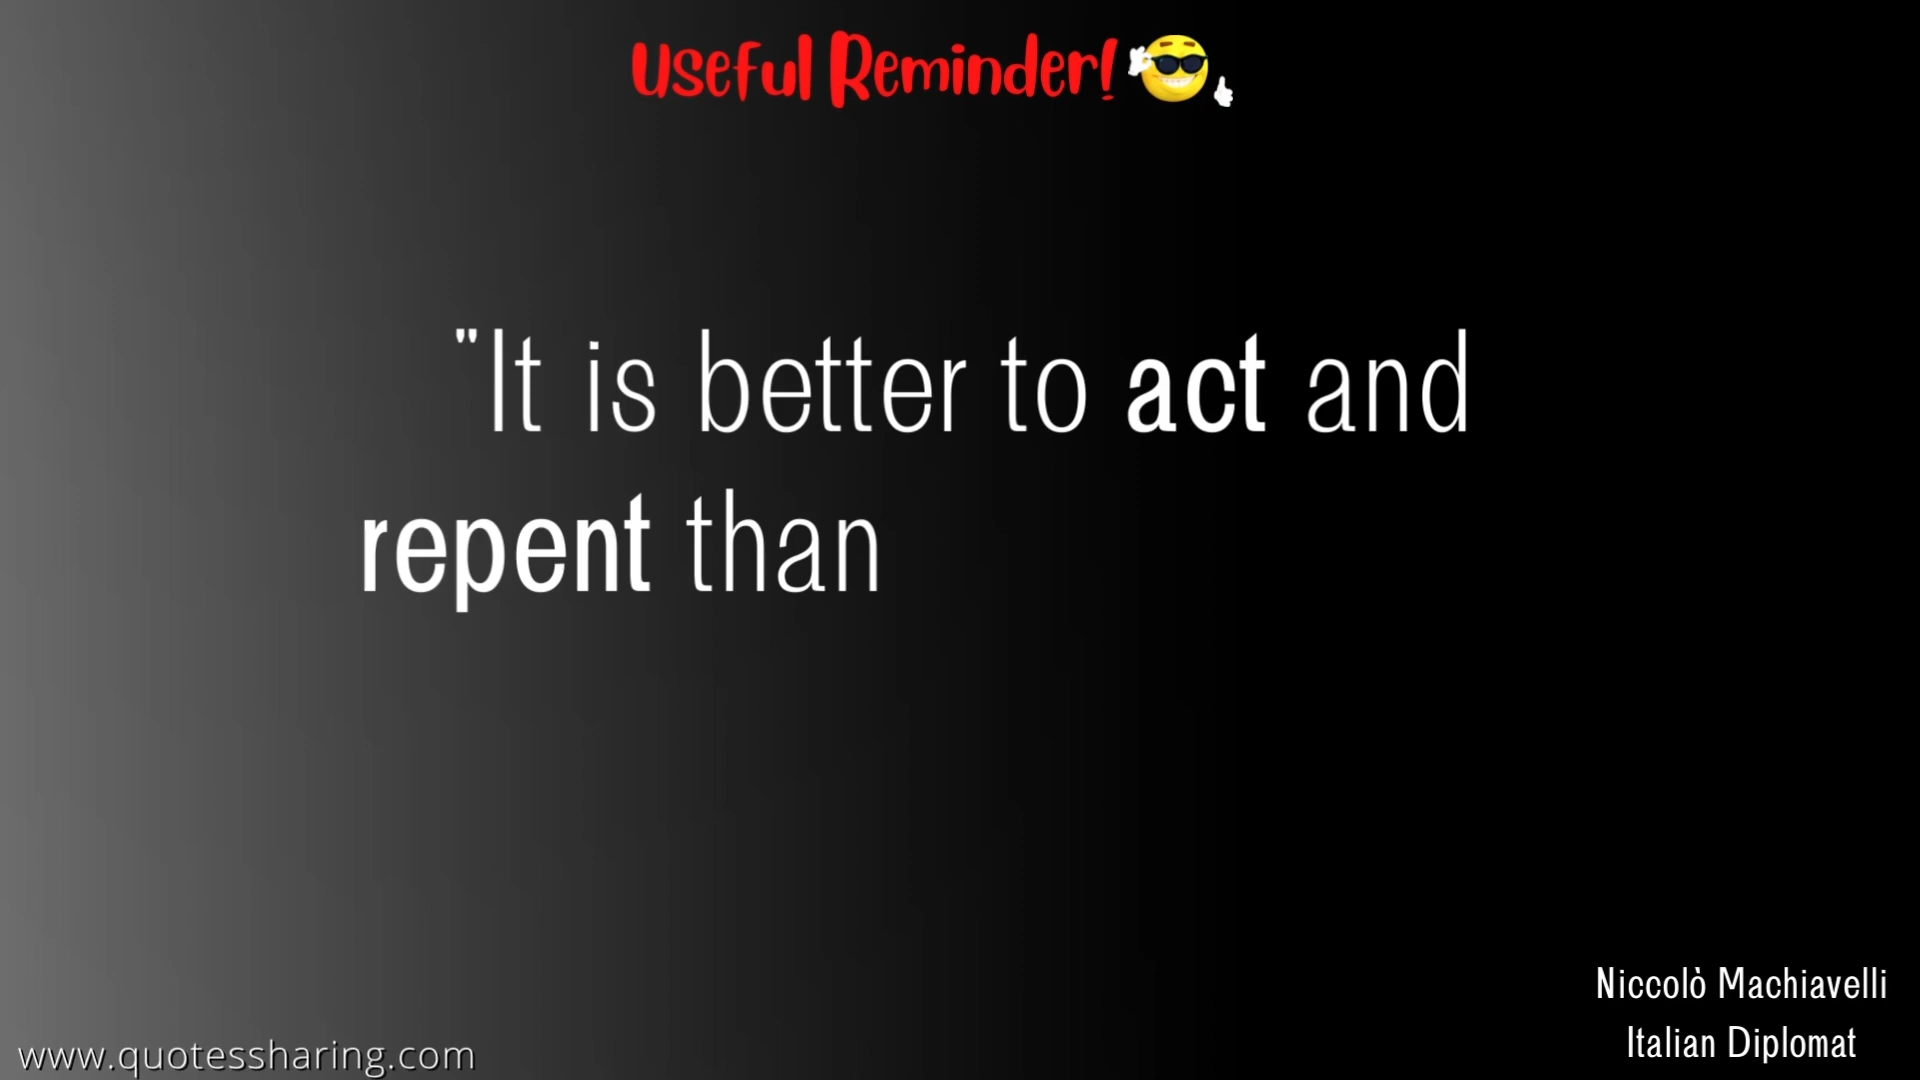 Useful Reminder!
"It is better to act and
repent than
Niccolò Machiavelli
Italian Diplomat
www.quotessharing.com